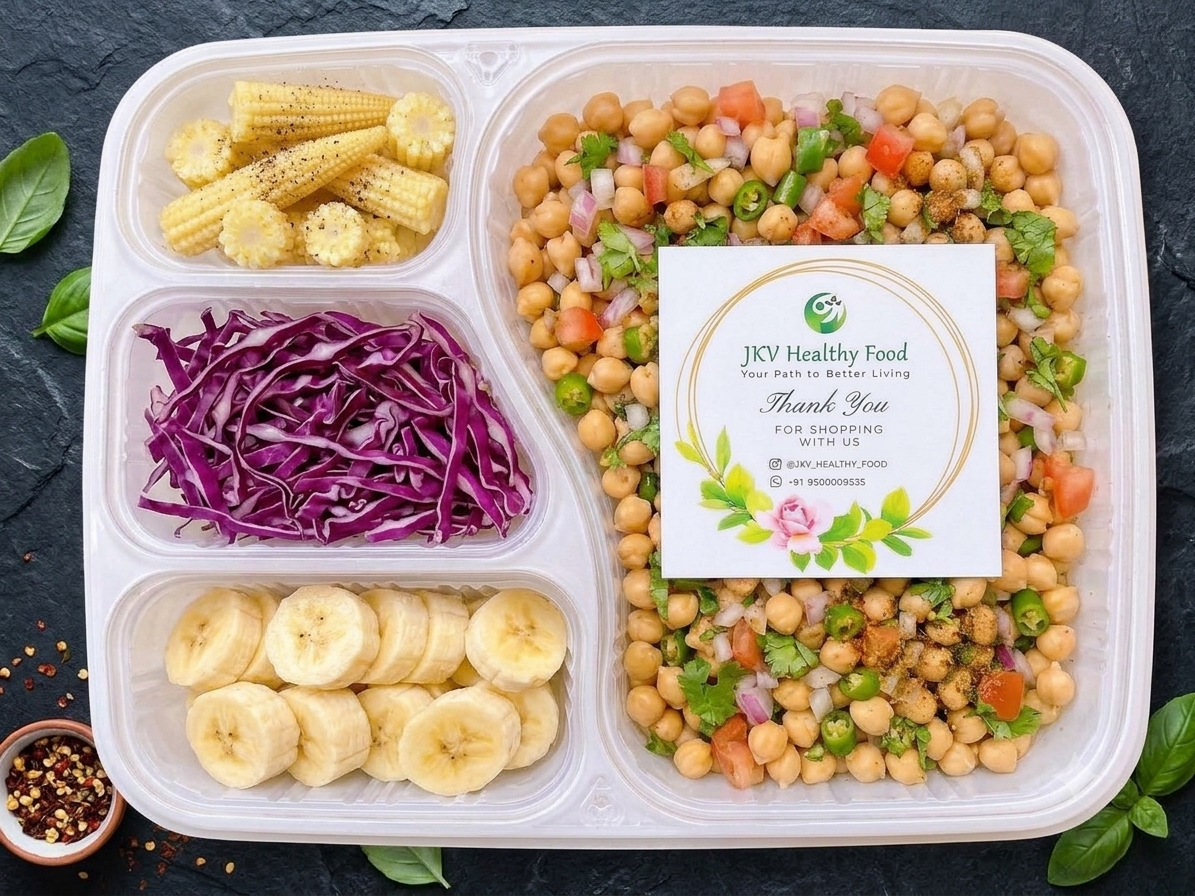 JKV Healthy Food
Your Path to Better Living
Thank You
FOR SHOPPING
WITH US
@JKV_HEALTHY_FOOD
+91 9500009535